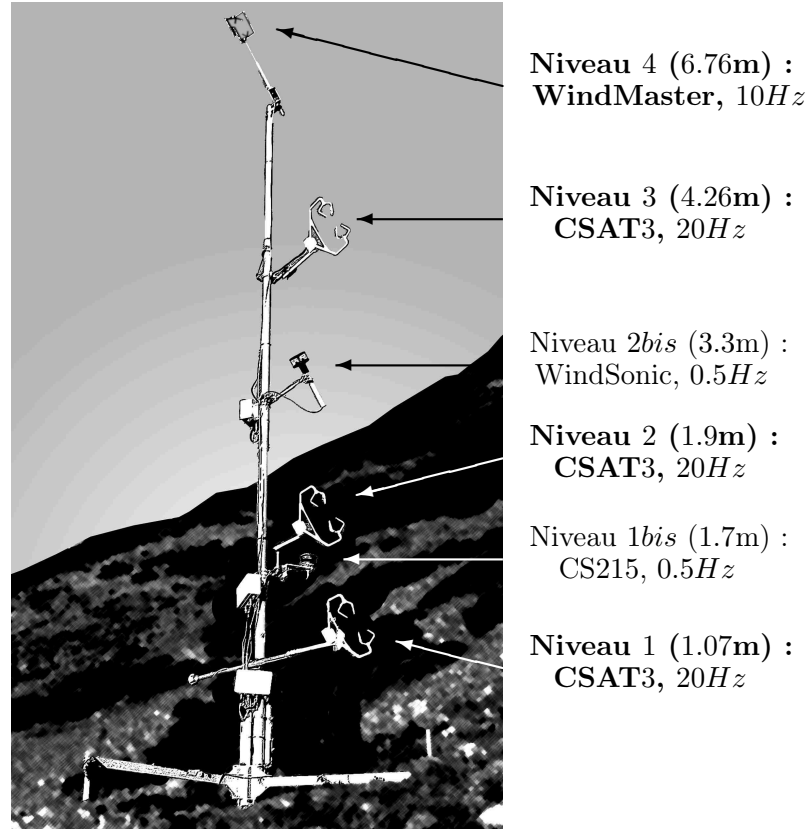 Niveau 4 (6.76m) :
WindMaster, 10Hz
Niveau 3 (4.26m) :
CSAT3, 20Hz
Niveau 2bis (3.3m) :
WindSonic, 0.5Hz
Niveau 2 (1.9m) :
CSAT3, 20Hz
Niveau 1bis (1.7m) :
CS215, 0.5Hz
Niveau 1 (1.07m) :
CSAT3, 20Hz